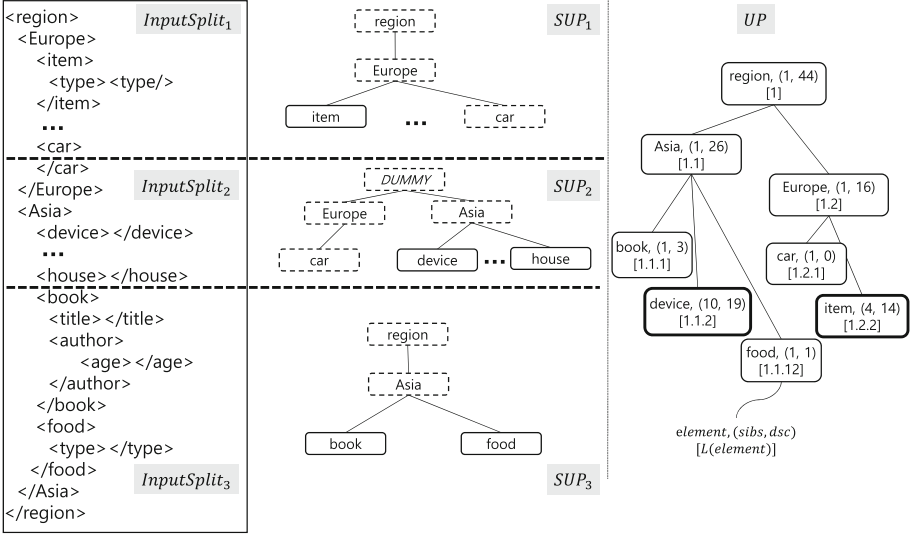 <region>
<Europe>
<item>
<type><type/>
</item>
...
<car>
</car>
</Europe>
<Asia>
<device></device>
...
<house></house>
<book>
<title></title>
<author>
<age></age>
</author>
</book>
<food>
<type></type>
</food>
</Asia>
</region>
InputSplit₁
InputSplit₂
InputSplit₃
SUP₁
region
Europe
item
...
car
SUP₂
DUMMY
Europe
Asia
car
device
...
house
region
Asia
book
food
SUP₃
UP
region, (1, 44)
[1]
Asia, (1, 26)
[1.1]
Europe, (1, 16)
[1.2]
book, (1, 3)
[1.1.1]
car, (1, 0)
[1.2.1]
device, (10, 19)
[1.1.2]
item, (4, 14)
[1.2.2]
food, (1, 1)
[1.1.12]
element, (sibs, dsc)
[L(element)]